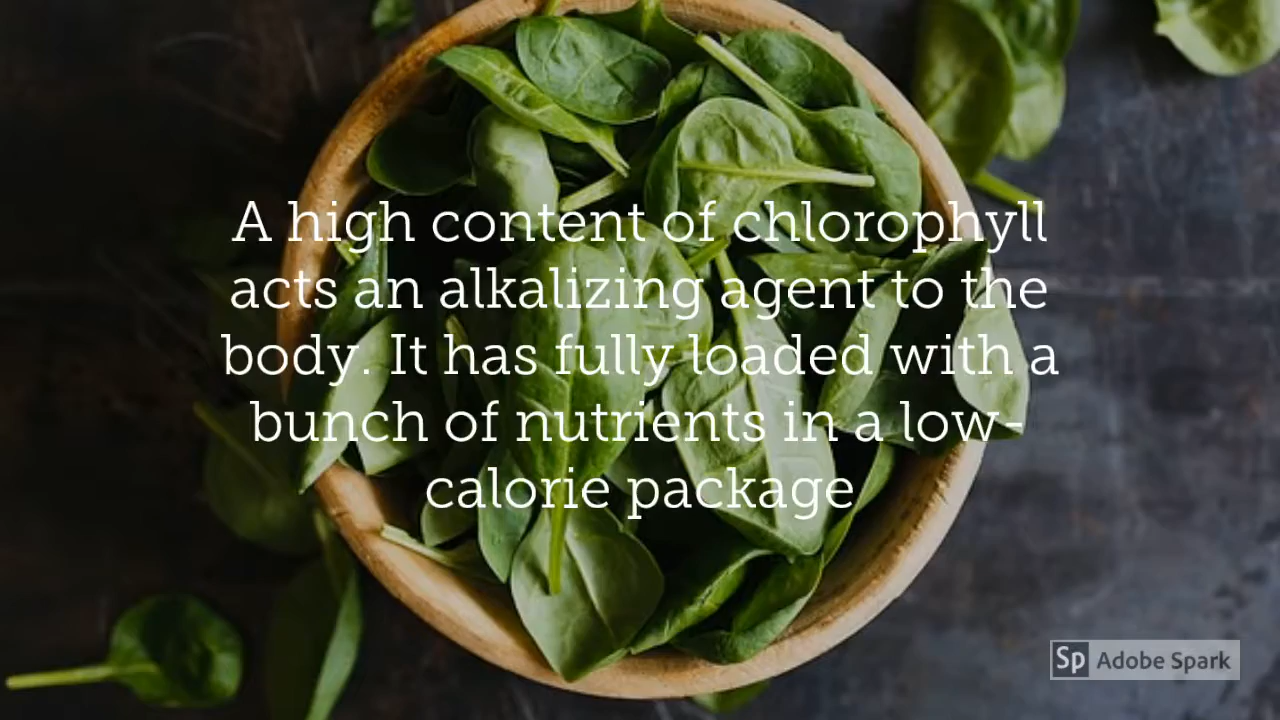 A high content of chlorophyll
acts an alkalizing agent to the
body. It has fully loaded with a
bunch of nutrients in a low-
calorie package
Sp Adobe Spark